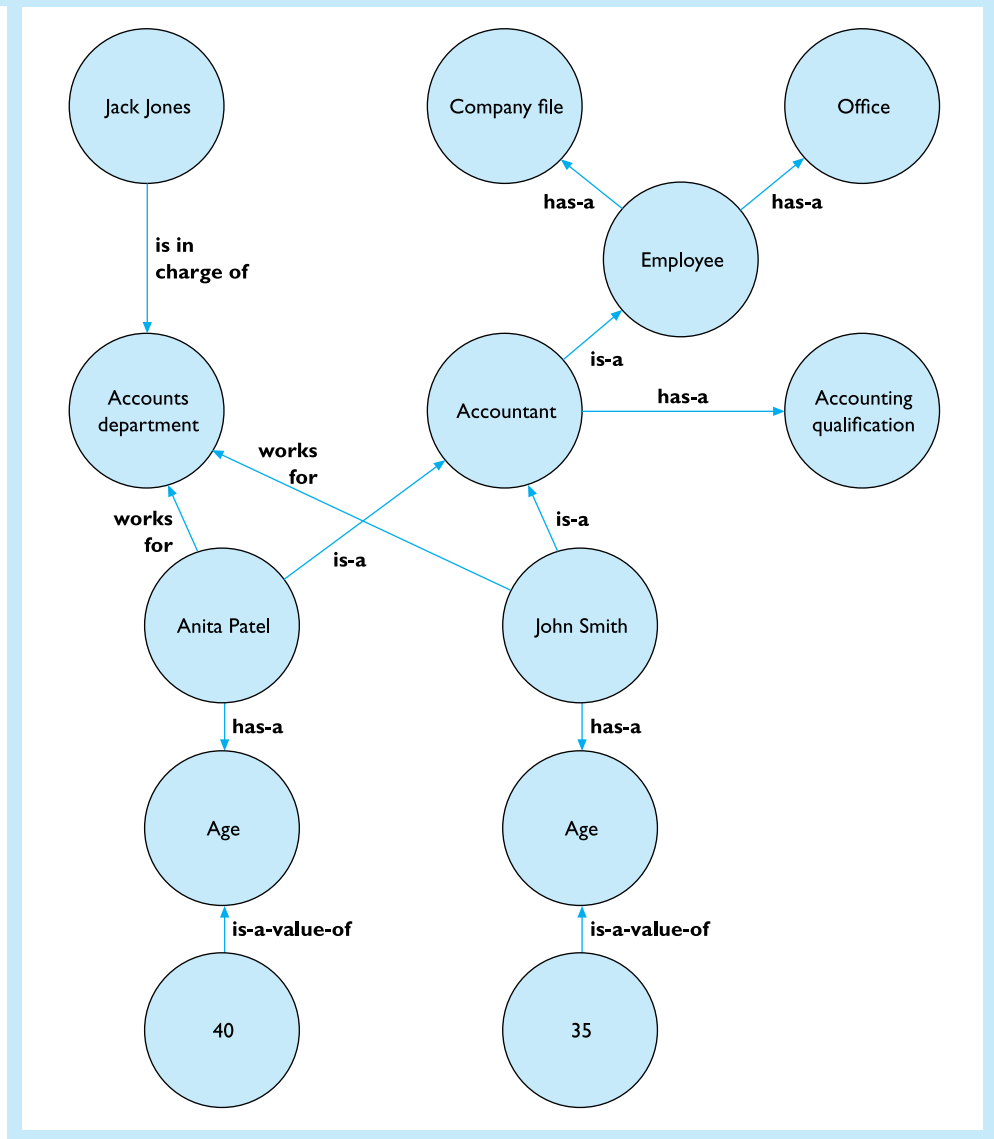 Jack Jones
Company file
Office
has-a
has-a
is in
charge of
Employee
is-a
Accounts
department
Accountant
has-a
Accounting
qualification
works
for
works
for
is-a
is-a
Anita Patel
John Smith
has-a
has-a
Age
Age
is-a-value-of
is-a-value-of
40
35